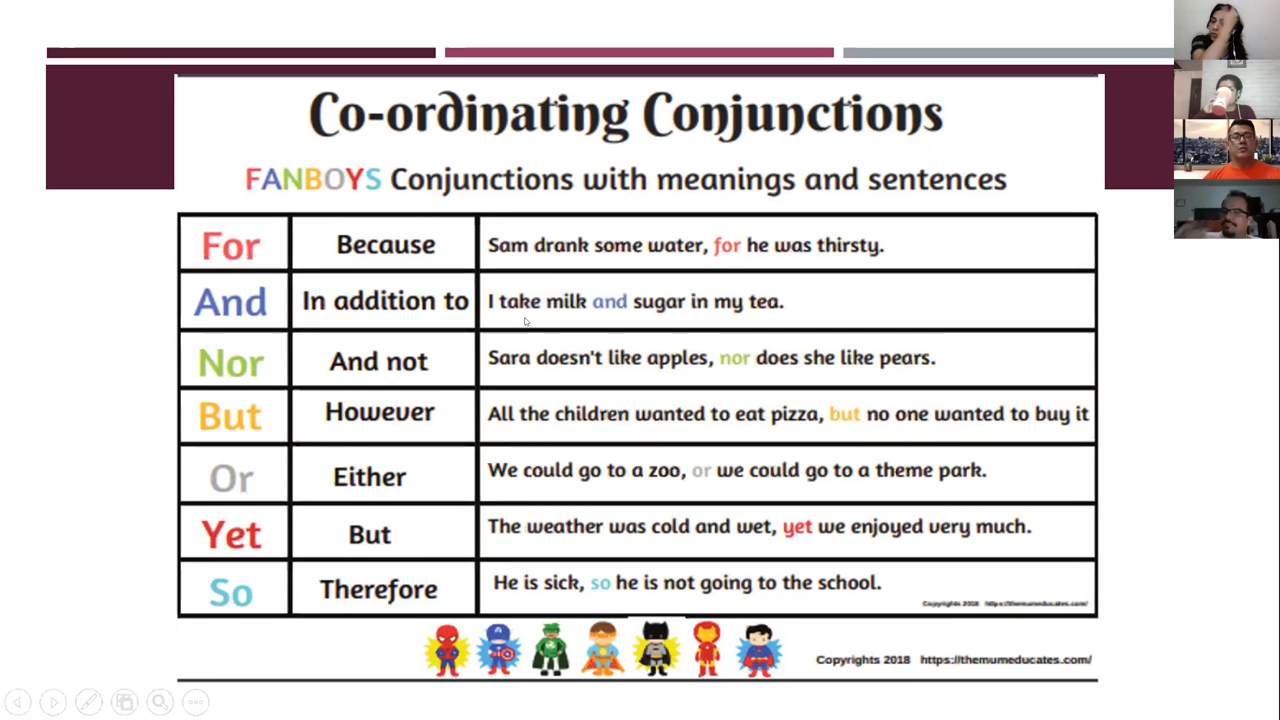 Co-ordinating Conjunctions
FANBOYS Conjunctions with meanings and sentences
For Because Sam drank some water, for he was thirsty.
And In addition to I take milk and sugar in my tea.
Nor And not Sara doesn't like apples, nor does she like pears.
But However All the children wanted to eat pizza, but no one wanted to buy it
Or Either We could go to a zoo, or we could go to a theme park.
Yet But The weather was cold and wet, yet we enjoyed very much.
So Therefore He is sick, so he is not going to the school.
Copyrights 2018 https://themumeducates.com/
Copyrights 2018 https://themumeducates.com/